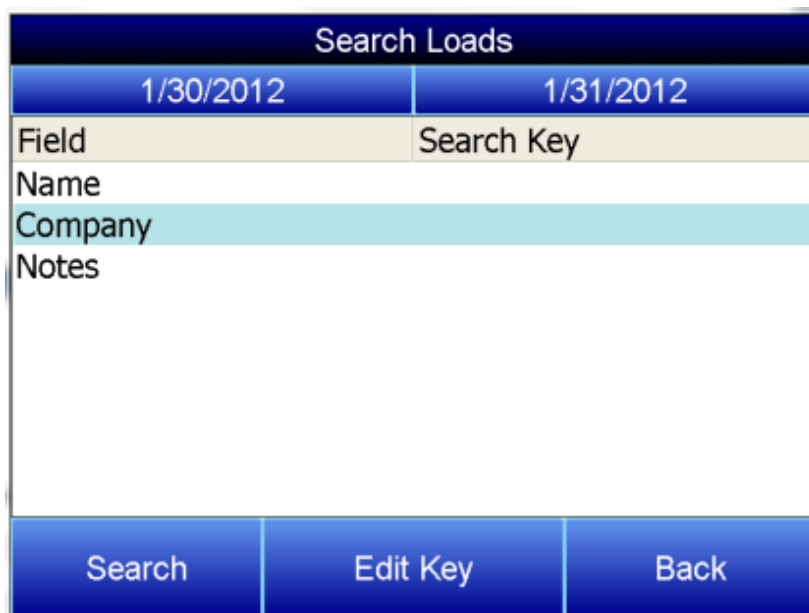 Search Loads
1/30/2012 1/31/2012
Field Search Key
Name
Company
Notes
Search Edit Key Back